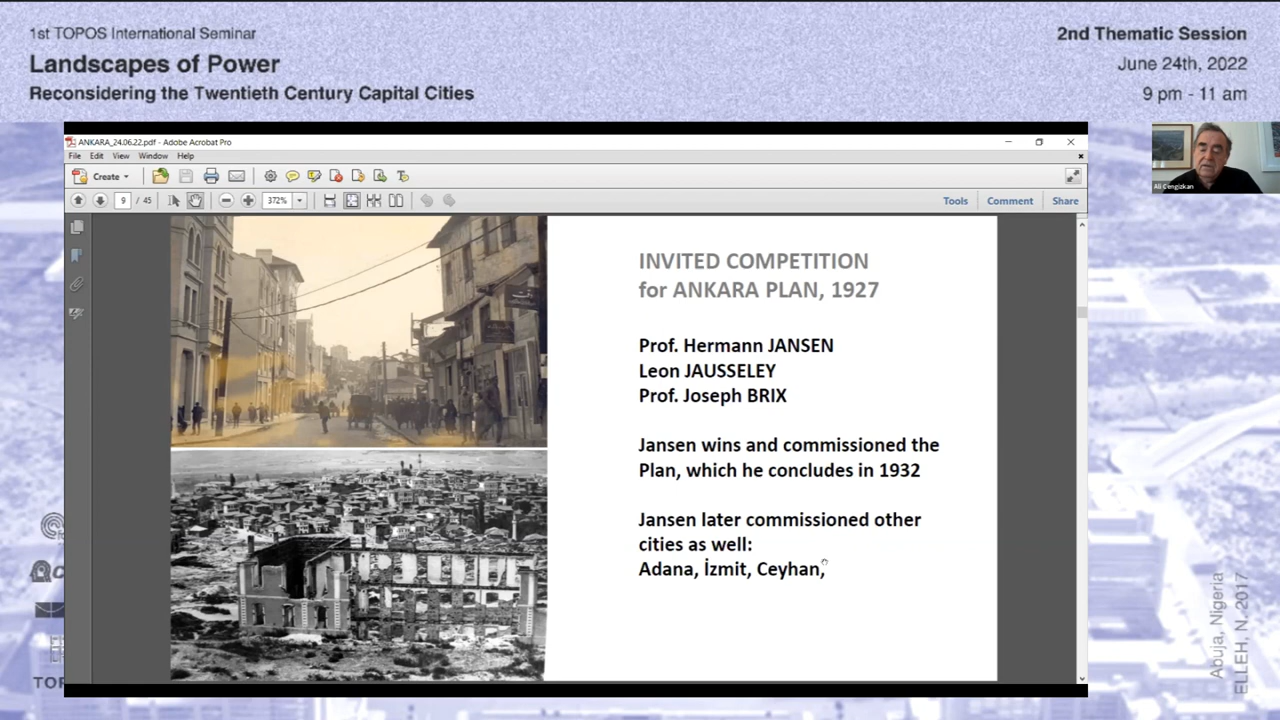 1st TOPOS International Seminar
Landscapes of Power
Reconsidering the Twentieth Century Capital Cities
2nd Thematic Session
June 24th, 2022
9 pm - 11 am
ANKARA_24.06.22.pdf - Adobe Acrobat Pro
File Edit View Window Help
Create
9 / 45
372%
Tools Comment Share
Ali Cengizkan
INVITED COMPETITION
for ANKARA PLAN, 1927
Prof. Hermann JANSEN
Leon JAUSSELEY
Prof. Joseph BRIX
Jansen wins and commissioned the
Plan, which he concludes in 1932
Jansen later commissioned other
cities as well:
Adana, İzmit, Ceyhan,
Abuja, Nigeria
ELLEH, N. 2017